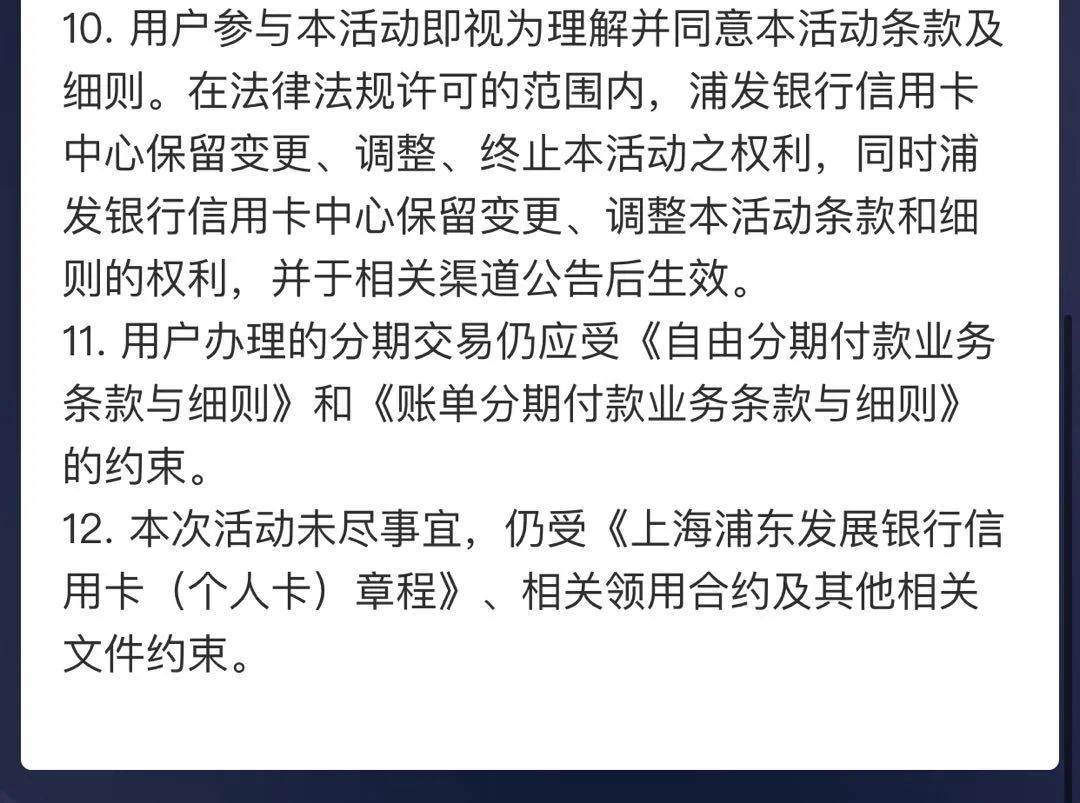 10. 用户参与本活动即视为理解并同意本活动条款及
细则。在法律法规许可的范围内，浦发银行信用卡
中心保留变更、调整、终止本活动之权利，同时浦
发银行信用卡中心保留变更、调整本活动条款和细
则的权利，并于相关渠道公告后生效。
11. 用户办理的分期交易仍应受《自由分期付款业务
条款与细则》和《账单分期付款业务条款与细则》
的约束。
12. 本次活动未尽事宜，仍受《上海浦东发展银行信
用卡（个人卡）章程》、相关领用合约及其他相关
文件约束。